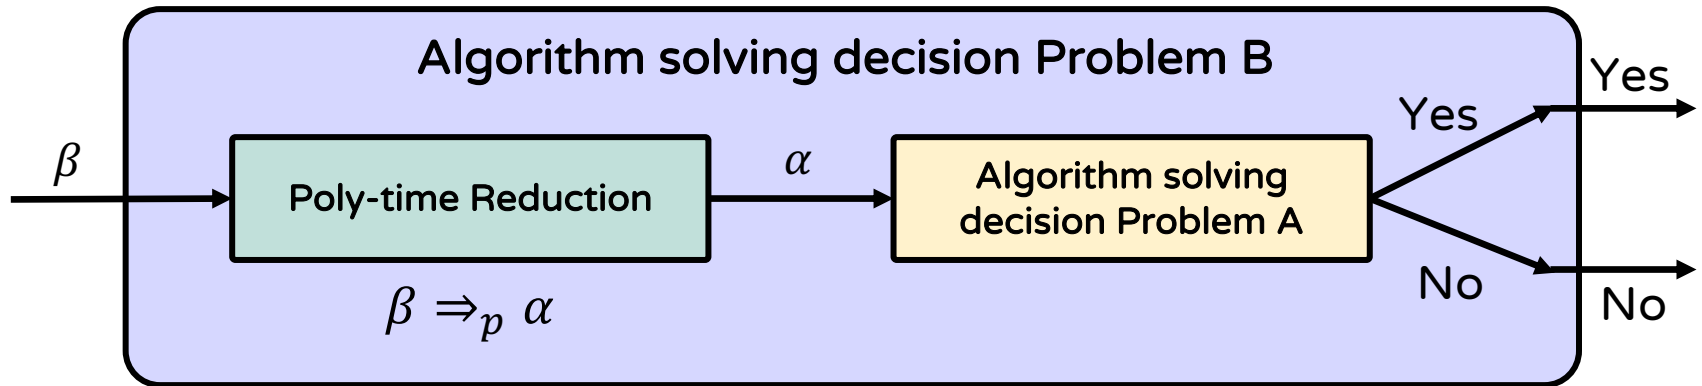 Algorithm solving decision Problem B
β
Poly-time Reduction
β ⇒ₚ α
α
Algorithm solving
decision Problem A
Yes
No
Yes
No